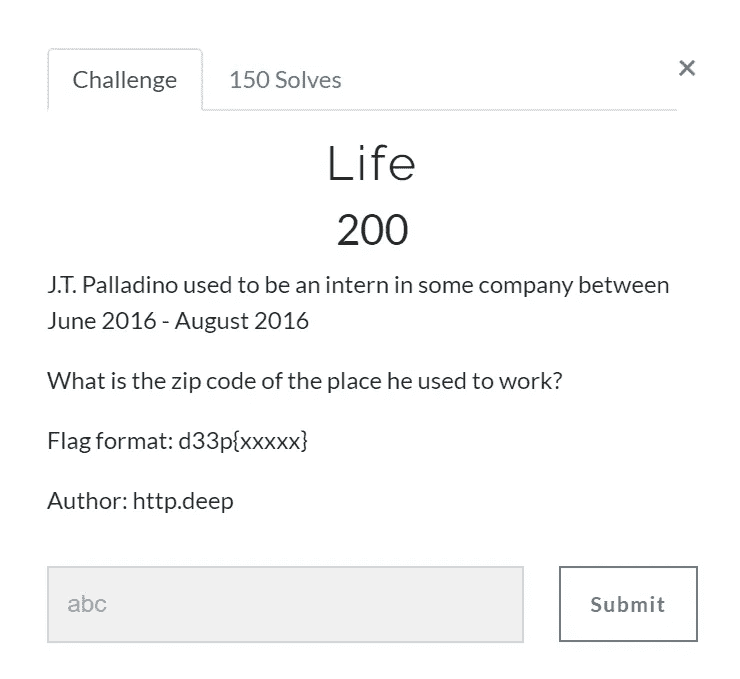 Challenge
150 Solves
×
Life
200
J.T. Palladino used to be an intern in some company between
June 2016 - August 2016
What is the zip code of the place he used to work?
Flag format: d33p{xxxxx}
Author: http.deep
abc
Submit